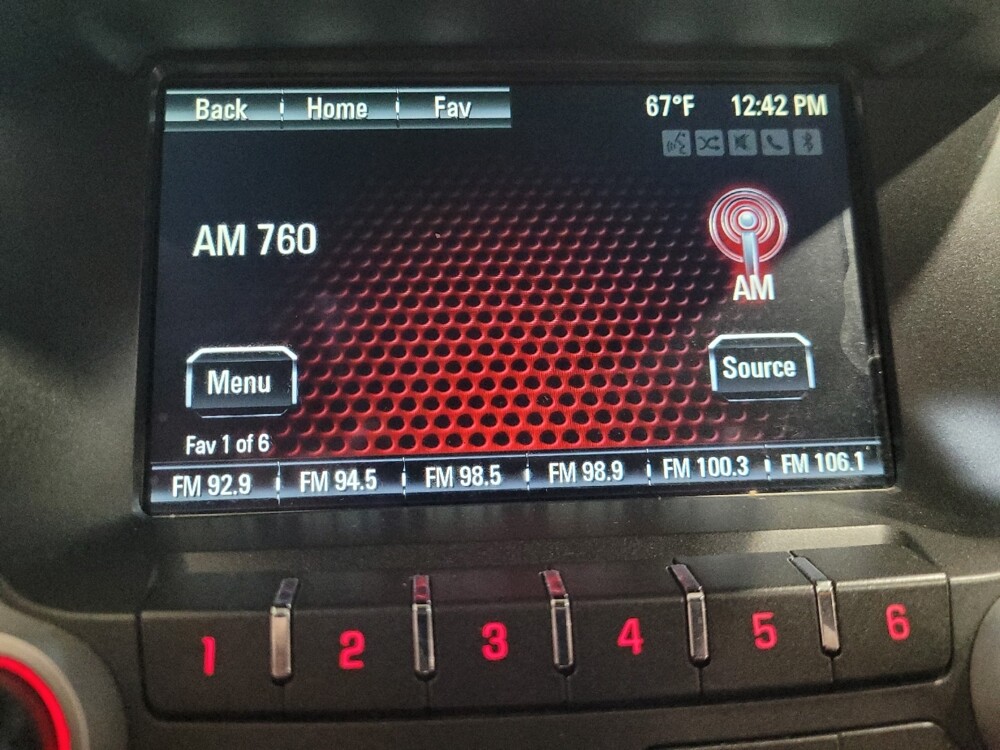 Back Home Fav 67°F 12:42 PM
AM 760
AM
Menu Source
Fav 1 of 6
FM 92.9 FM 94.5 FM 98.5 FM 98.9 FM 100.3 FM 106.1
1 2 3 4 5 6